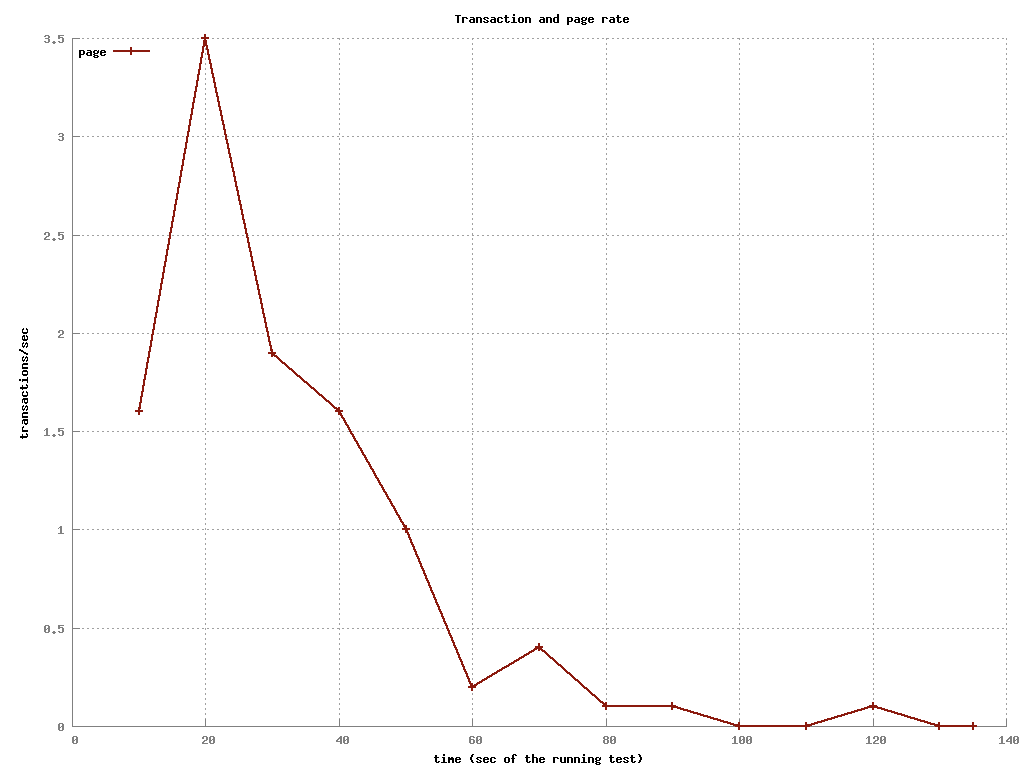 Transaction and page rate
3.5
page
3
2.5
2
transactions/sec
1.5
1
0.5
0
0 20 40 60 80 100 120 140
time (sec of the running test)